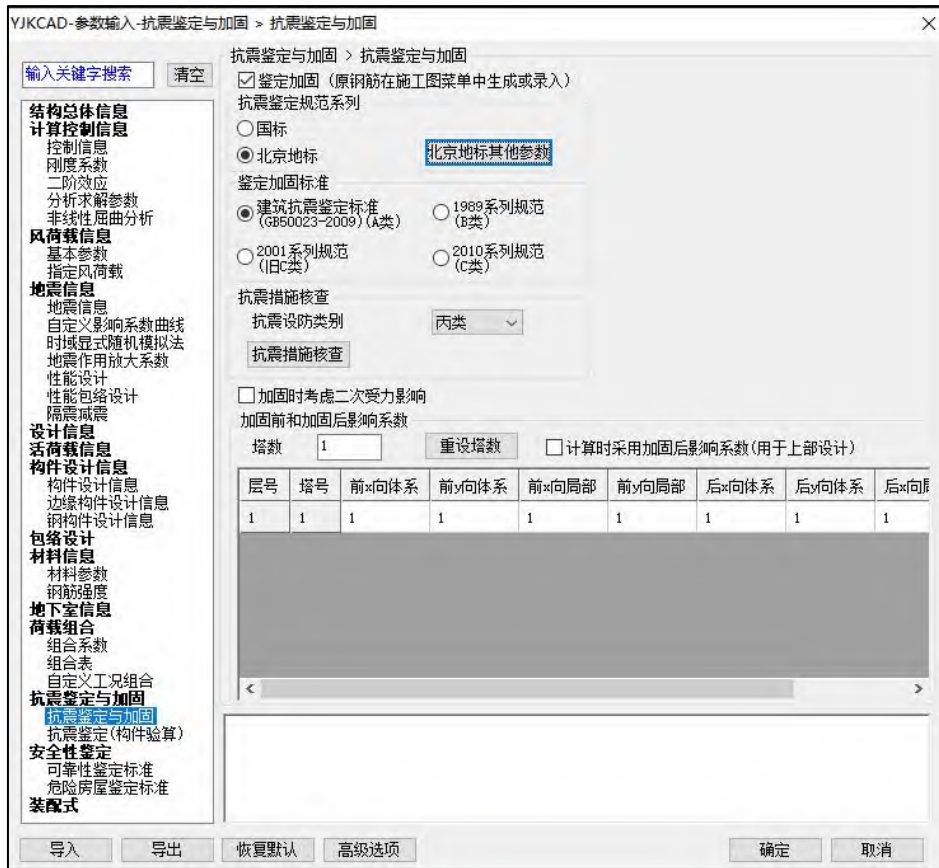 YJKCAD-参数输入-抗震鉴定与加固 > 抗震鉴定与加固
输入关键字搜索
清空
结构总体信息
计算控制信息
控制信息
刚度系数
二阶效应
分析求解参数
非线性屈曲分析
风荷载信息
基本参数
指定风荷载
地震信息
地震信息
自定义影响系数曲线
时域显式随机模拟法
地震作用放大系数
性能设计
性能包络设计
隔震减震
设计信息
活荷载信息
构件设计信息
构件设计信息
边缘构件设计信息
钢构件设计信息
包络设计
材料信息
材料参数
钢筋强度
地下室信息
荷载组合
组合系数
组合表
自定义工况组合
抗震鉴定与加固
抗震鉴定与加固
抗震鉴定(构件验算)
安全性鉴定
可靠性鉴定标准
危险房屋鉴定标准
装配式
抗震鉴定与加固 > 抗震鉴定与加固
鉴定加固 (原钢筋在施工图菜单中生成或录入)
抗震鉴定规范系列
国标
北京地标
北京地标其他参数
鉴定加固标准
建筑抗震鉴定标准
(GB50023-2009)(A类)
1989系列规范
(B类)
2001系列规范
(旧C类)
2010系列规范
(C类)
抗震措施核查
抗震设防类别
丙类
抗震措施核查
加固时考虑二次受力影响
加固前和加固后影响系数
塔数
1
重设塔数
计算时采用加固后影响系数(用于上部设计)
层号 塔号 前x向体系 前y向体系 前x向局部 前y向局部 后x向体系 后y向体系 后x向局
1 1 1 1 1 1 1 1 1
导入
导出
恢复默认
高级选项
确定
取消